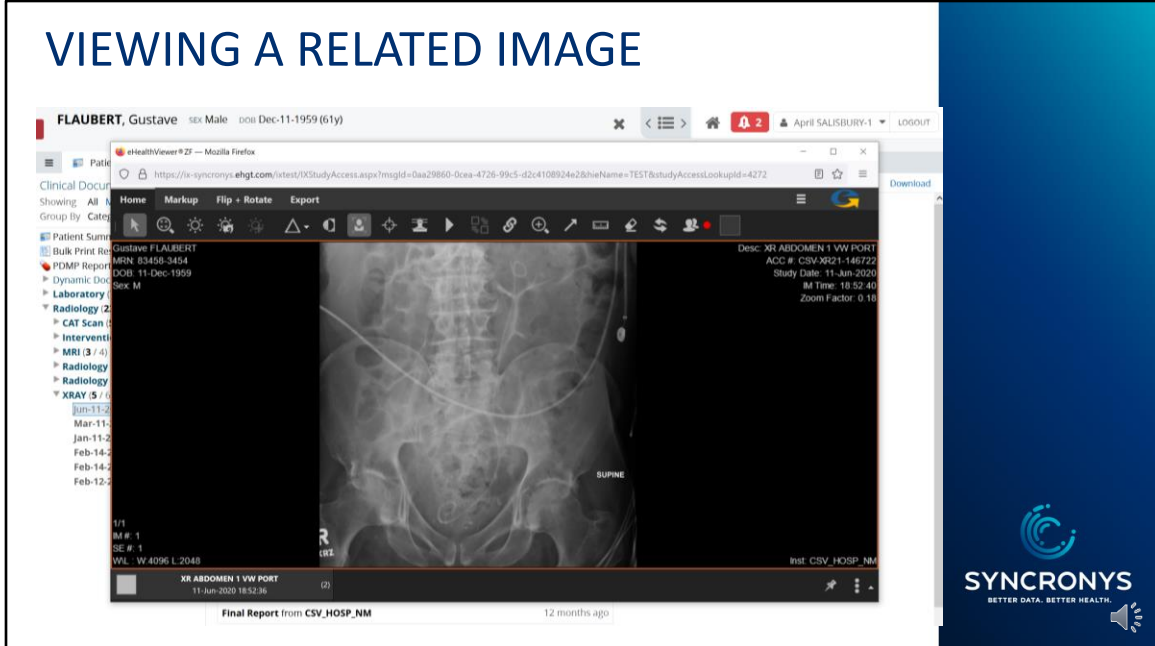 VIEWING A RELATED IMAGE
FLAUBERT, Gustave SEX Male DOB Dec-11-1959 (61y)
2
April SALISBURY-1
LOGOUT
eHealthViewer® ZF — Mozilla Firefox
https://ix-syncronys.ehgt.com/ixtest/IXStudyAccess.aspx?msgId=0aa29860-0cea-4726-99c5-d2c4108924e2&hieName=TEST&studyAccessLookupId=4272
Patie
Clinical Docur
Download
Showing All
Group By Categ
Home Markup Flip + Rotate Export
Patient Summ
Bulk Print Re
PDMP Report
Dynamic Doc
Laboratory (
Radiology (2
CAT Scan (
Interventi
MRI (3 / 4)
Radiology
Radiology
XRAY (5 / 6
Jun-11-2
Mar-11-
Jan-11-2
Feb-14-2
Feb-14-2
Feb-12-2
Gustave FLAUBERT
MRN: 83458-3454
DOB: 11-Dec-1959
Sex: M
Desc: XR ABDOMEN 1 VW PORT
ACC #: CSV-XR21-146722
Study Date: 11-Jun-2020
IM Time: 18:52:40
Zoom Factor: 0.18
SUPINE
R
KRZ
1/1
IM #: 1
SE #: 1
W\L : W:4096 L:2048
Inst: CSV_HOSP_NM
XR ABDOMEN 1 VW PORT
11-Jun-2020 18:52:36
(2)
Final Report from CSV_HOSP_NM
12 months ago
SYNCRONYS
BETTER DATA. BETTER HEALTH.